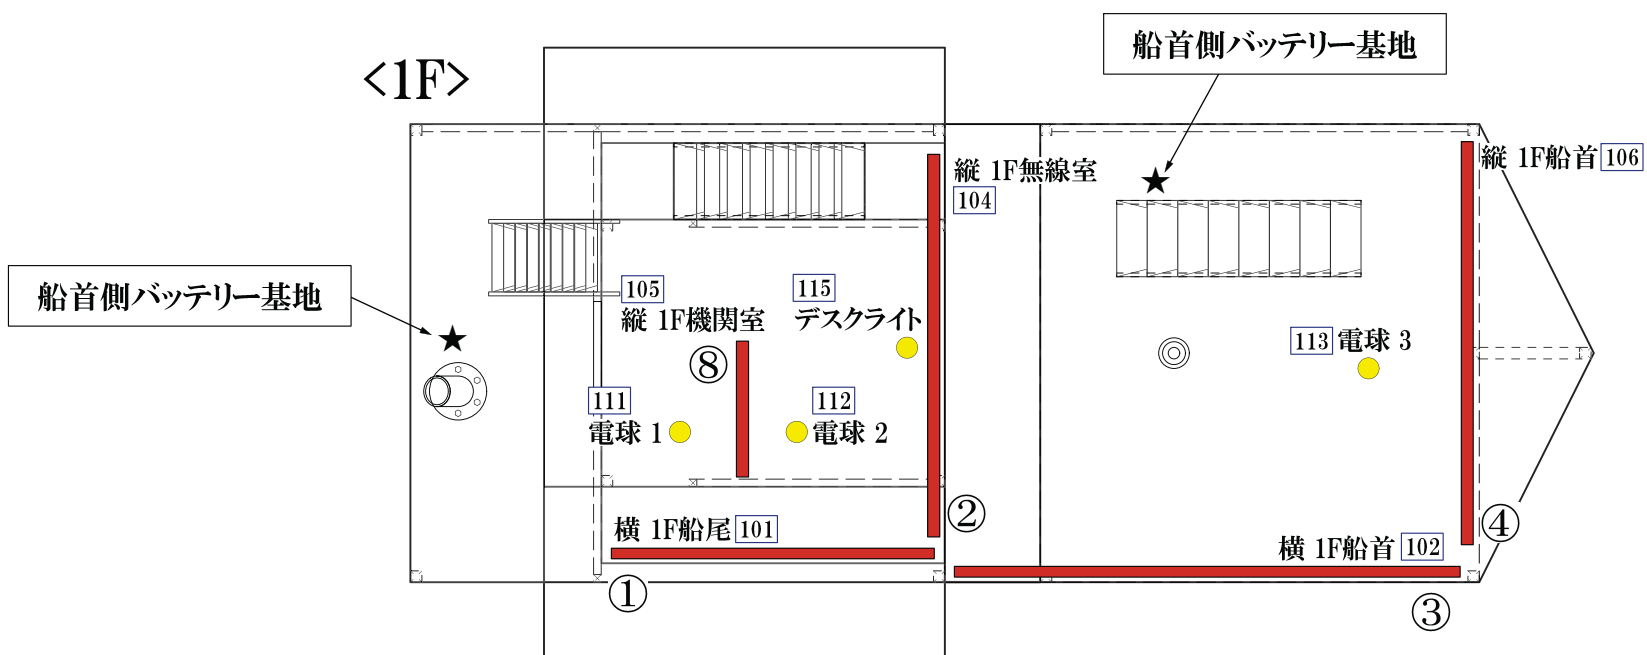 <1F>
船首側バッテリー基地
縦 1F無線室
104
縦 1F船首 106
船首側バッテリー基地
105
縦 1F機関室
⑧
115
デスクライト
113 電球 3
111
電球 1
112
電球 2
②
④
横 1F船尾 101
横 1F船首 102
①
③